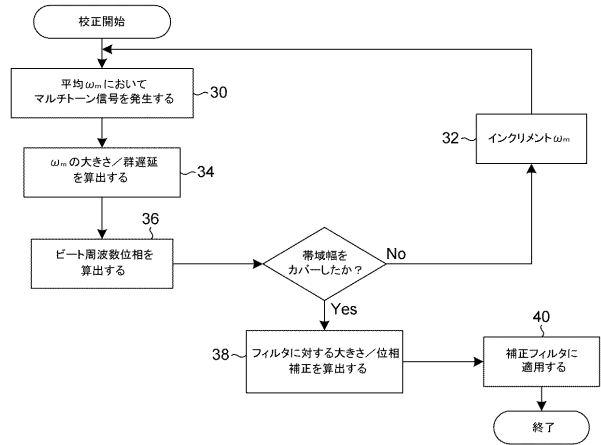 校正開始
平均ωmにおいて
マルチトーン信号を発生する
30
ωmの大きさ／群遅延
を算出する
34
36
ビート周波数位相を
算出する
帯域幅を
カバーしたか？
No
32
インクリメントωm
Yes
38
フィルタに対する大きさ／位相
補正を算出する
40
補正フィルタに
適用する
終了